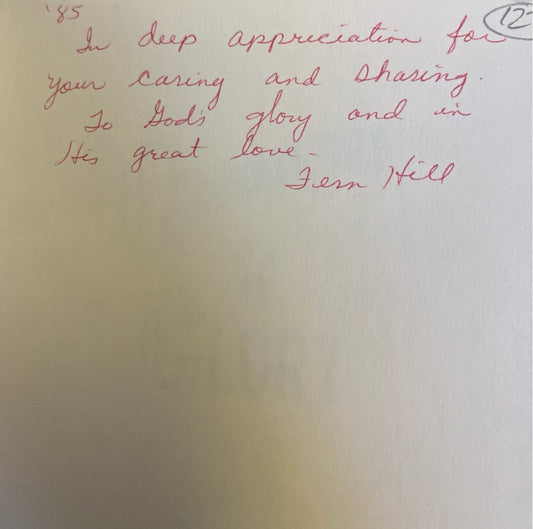 '85
12-
In deep appreciation for
your caring and sharing.
To God's glory and in
His great love -
Fern Hill